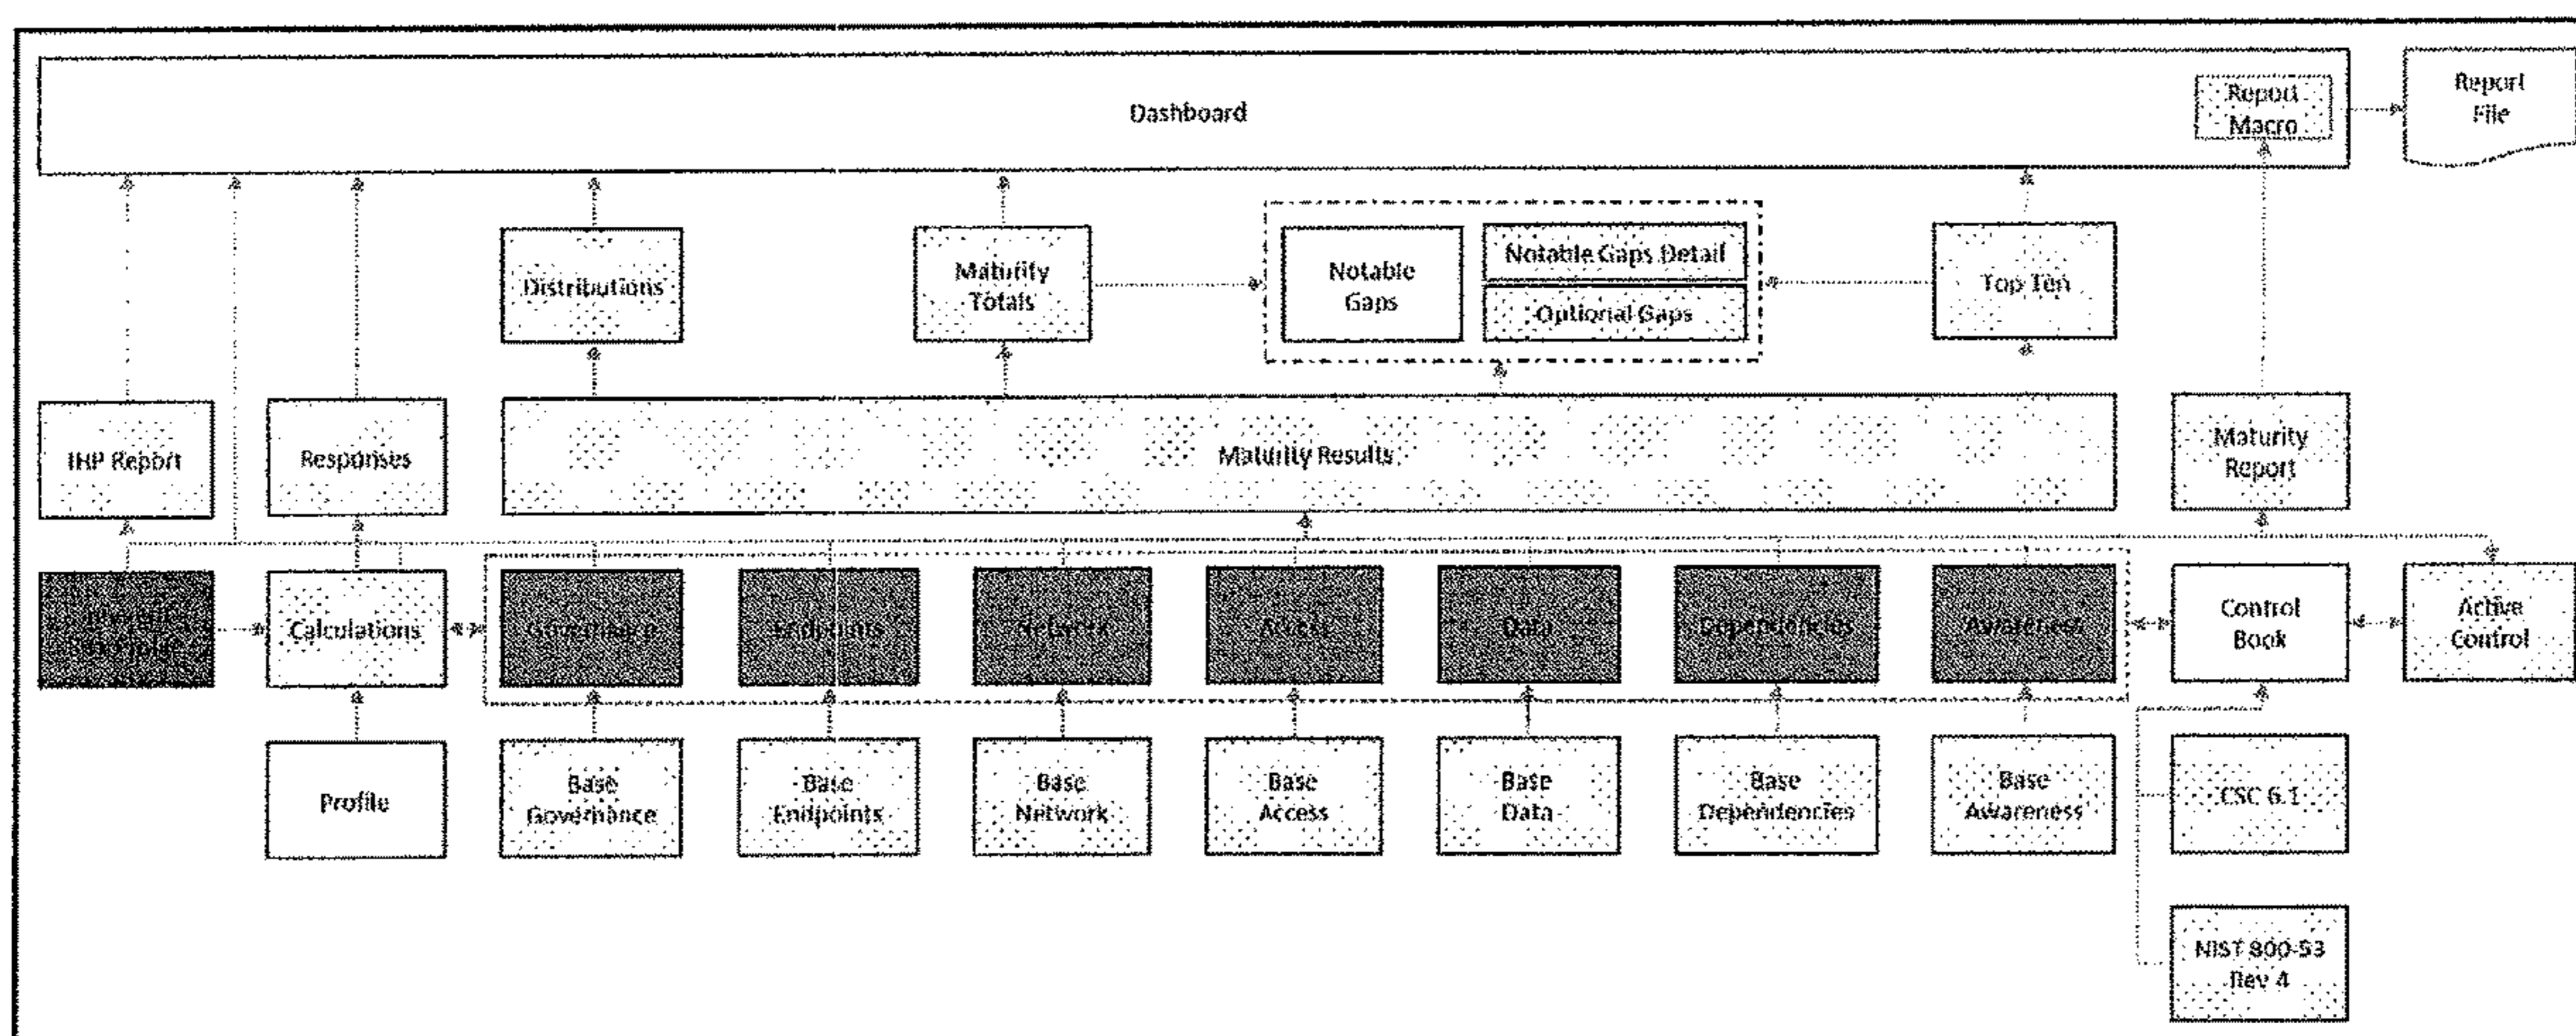 Dashboard
Report
Macro
Report
File
Distributions
Maturity
Totals
Notable
Gaps
Notable Gaps Detail
Optional Gaps
Top Ten
IHP Report
Responses
Maturity Results
Maturity
Report
Calculations
Governance
Endpoints
Network
Access
Data
Dependencies
Awareness
Control
Book
Active
Control
Profile
Base
Governance
Base
Endpoints
Base
Network
Base
Access
Base
Data
Base
Dependencies
Base
Awareness
CSC 6.1
NIST 800-53
Rev 4